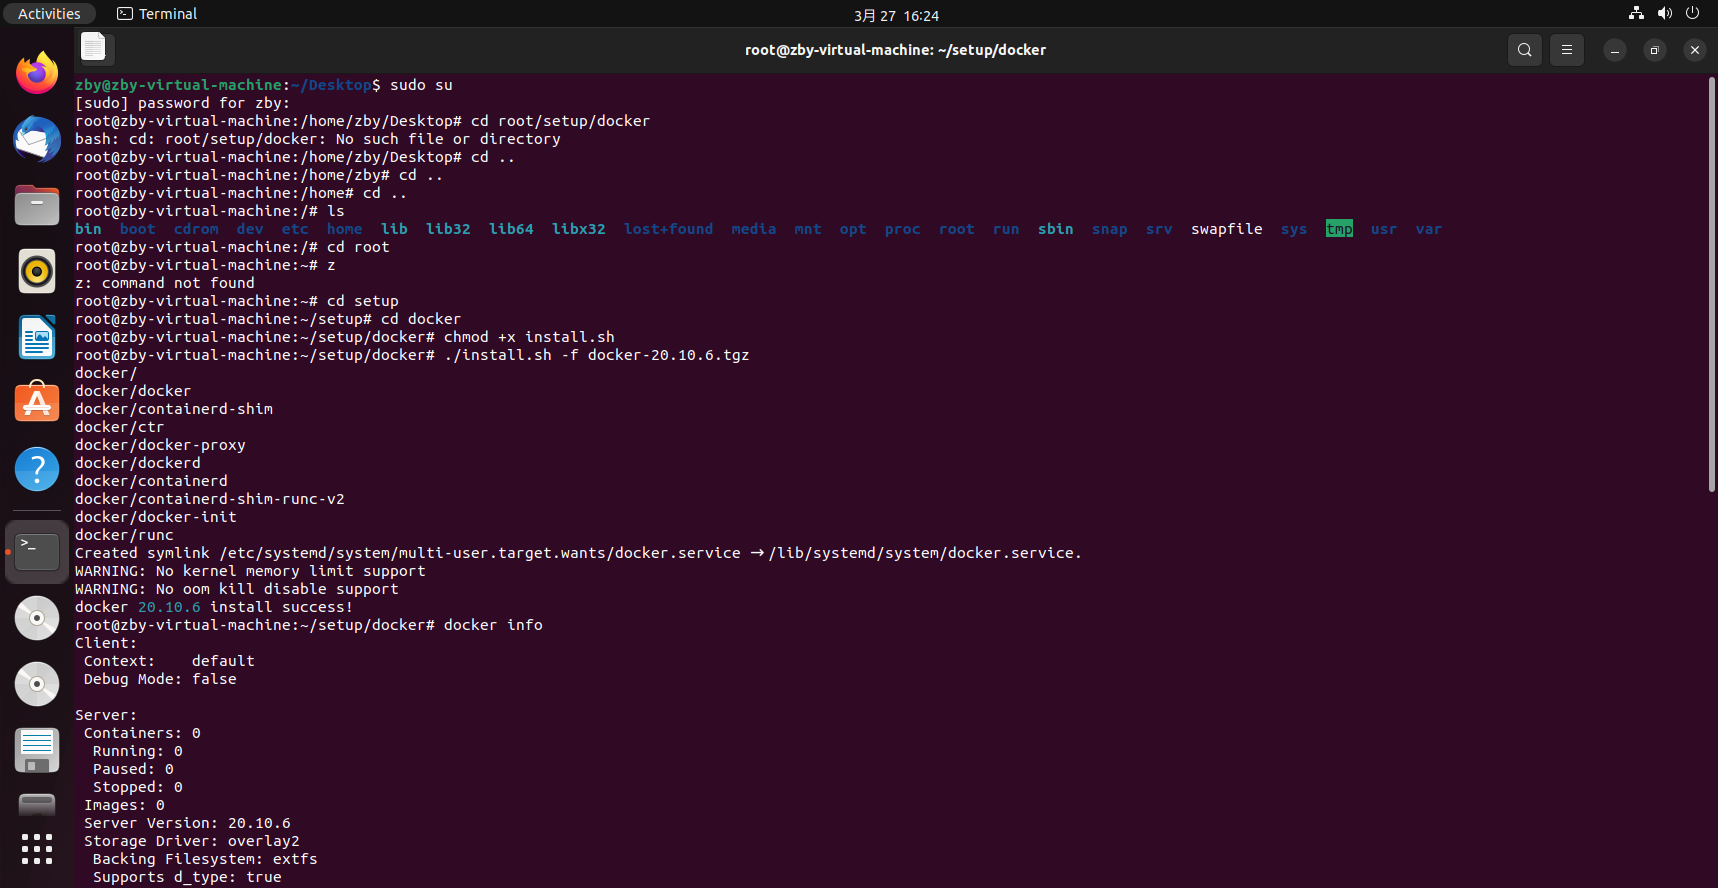 Activities
Terminal
3月 27 16:24
root@zby-virtual-machine: ~/setup/docker
zby@zby-virtual-machine:~/Desktop$ sudo su
[sudo] password for zby:
root@zby-virtual-machine:/home/zby/Desktop# cd root/setup/docker
bash: cd: root/setup/docker: No such file or directory
root@zby-virtual-machine:/home/zby/Desktop# cd ..
root@zby-virtual-machine:/home/zby# cd ..
root@zby-virtual-machine:/home# cd ..
root@zby-virtual-machine:/# ls
bin  boot  cdrom  dev  etc  home  lib  lib32  lib64  libx32  lost+found  media  mnt  opt  proc  root  run  sbin  snap  srv  swapfile  sys  tmp  usr  var
root@zby-virtual-machine:/# cd root
root@zby-virtual-machine:~# z
z: command not found
root@zby-virtual-machine:~# cd setup
root@zby-virtual-machine:~/setup# cd docker
root@zby-virtual-machine:~/setup/docker# chmod +x install.sh
root@zby-virtual-machine:~/setup/docker# ./install.sh -f docker-20.10.6.tgz
docker/
docker/docker
docker/containerd-shim
docker/ctr
docker/docker-proxy
docker/dockerd
docker/containerd
docker/containerd-shim-runc-v2
docker/docker-init
docker/runc
Created symlink /etc/systemd/system/multi-user.target.wants/docker.service → /lib/systemd/system/docker.service.
WARNING: No kernel memory limit support
WARNING: No oom kill disable support
docker 20.10.6 install success!
root@zby-virtual-machine:~/setup/docker# docker info
Client:
 Context:    default
 Debug Mode: false

Server:
 Containers: 0
  Running: 0
  Paused: 0
  Stopped: 0
 Images: 0
 Server Version: 20.10.6
 Storage Driver: overlay2
  Backing Filesystem: extfs
  Supports d_type: true